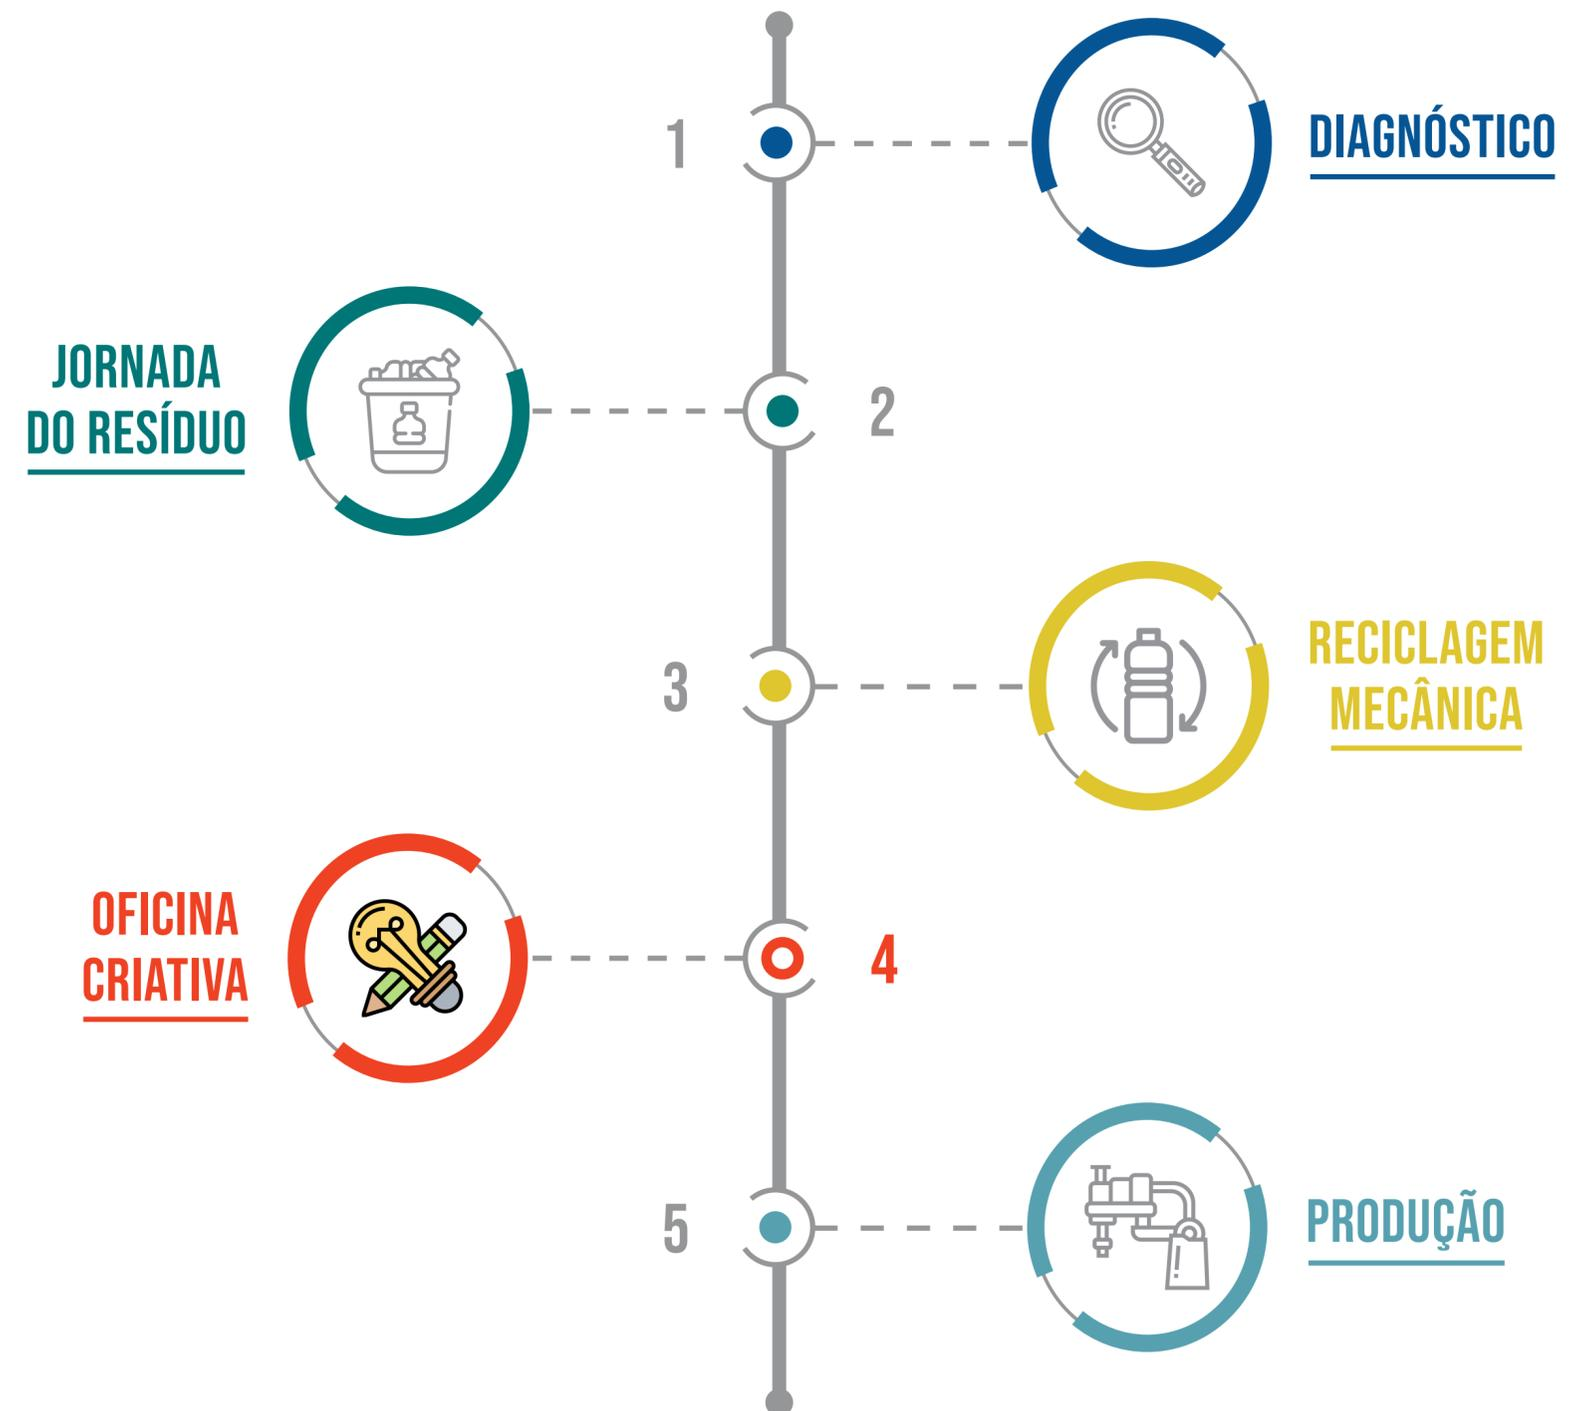 1
DIAGNÓSTICO
JORNADA
DO RESÍDUO
2
3
RECICLAGEM
MECÂNICA
OFICINA
CRIATIVA
4
5
PRODUÇÃO